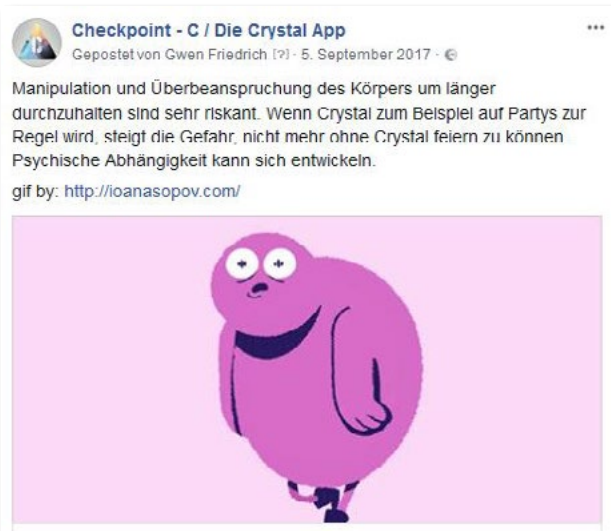 Checkpoint - C / Die Crystal App
Gepostet von Gwen Friedrich [?] · 5. September 2017 ·
Manipulation und Überbeanspruchung des Körpers um länger
durchzuhalten sind sehr riskant. Wenn Crystal zum Beispiel auf Partys zur
Regel wird, steigt die Gefahr, nicht mehr ohne Crystal feiern zu können
Psychische Abhängigkeit kann sich entwickeln.
gif by: http://ioanasopov.com/